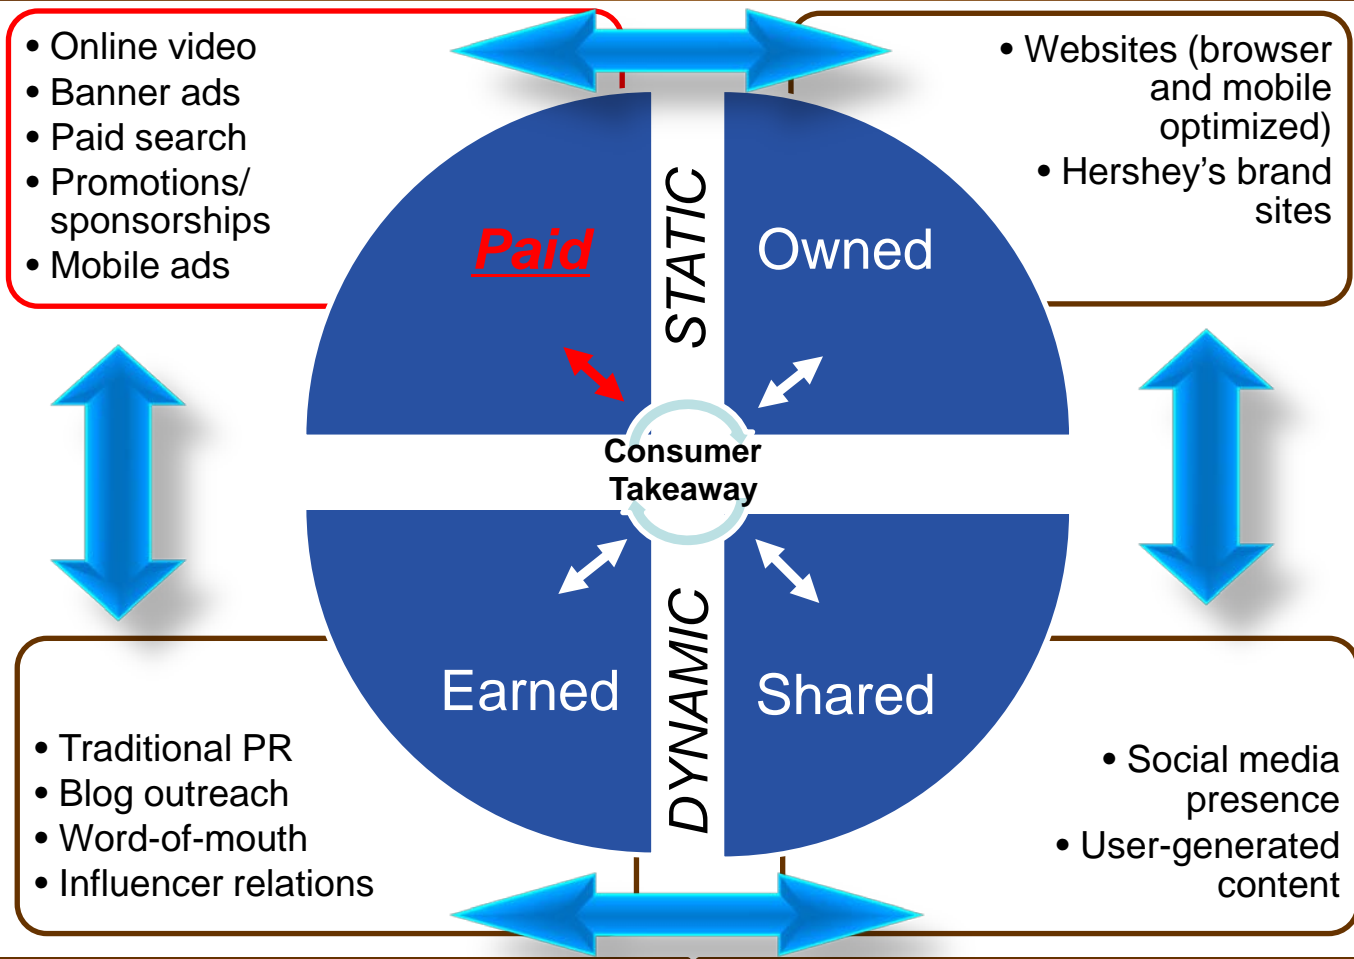 • Online video
• Banner ads
• Paid search
• Promotions/
sponsorships
• Mobile ads
• Websites (browser
and mobile
optimized)
• Hershey’s brand
sites
Paid
STATIC
Owned
Consumer
Takeaway
Earned
DYNAMIC
Shared
• Traditional PR
• Blog outreach
• Word-of-mouth
• Influencer relations
• Social media
presence
• User-generated
content